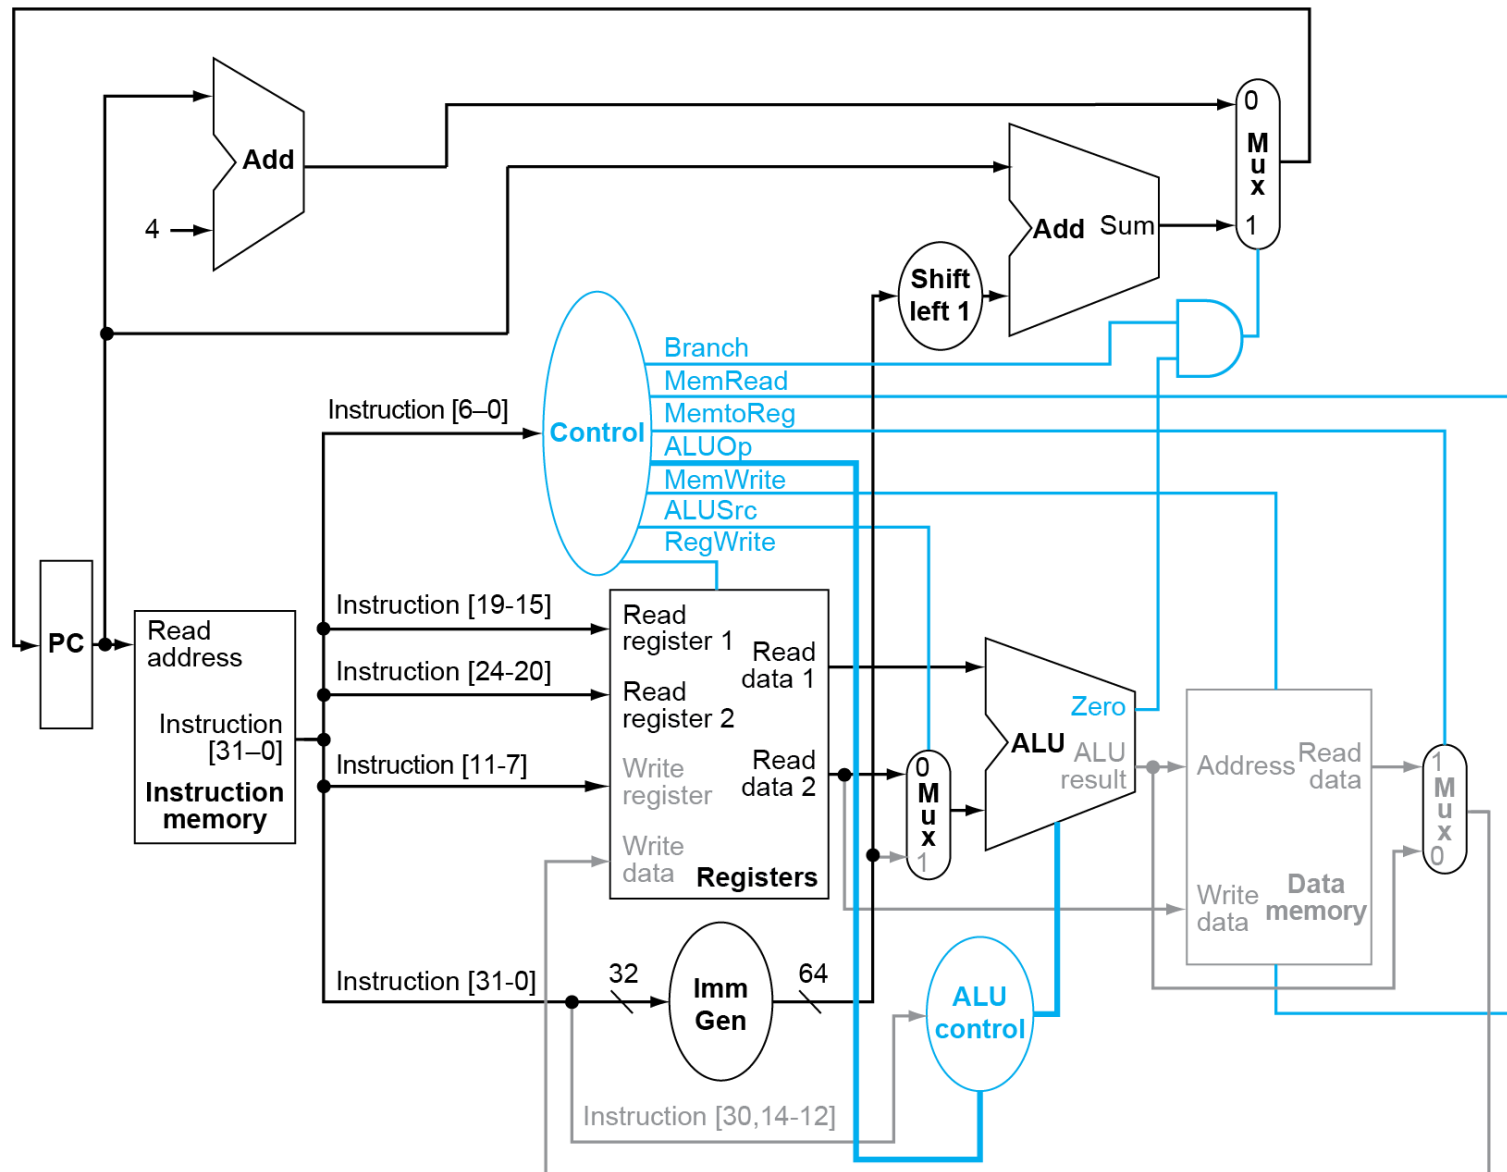 0
M
u
x
1
Add
4
Add Sum
Shift
left 1
Branch
MemRead
MemtoReg
ALUOp
MemWrite
ALUSrc
RegWrite
Control
Instruction [6–0]
Instruction [19-15]
Instruction [24-20]
Instruction [11-7]
Instruction [31-0]
PC
Read
address
Instruction
[31–0]
Instruction
memory
Read
register 1
Read
register 2
Write
register
Write
data
Read
data 1
Read
data 2
Registers
0
M
u
x
1
Zero
ALU
ALU
result
Address
Read
data
Write
data
Data
memory
1
M
u
x
0
32
Imm
Gen
64
ALU
control
Instruction [30,14-12]